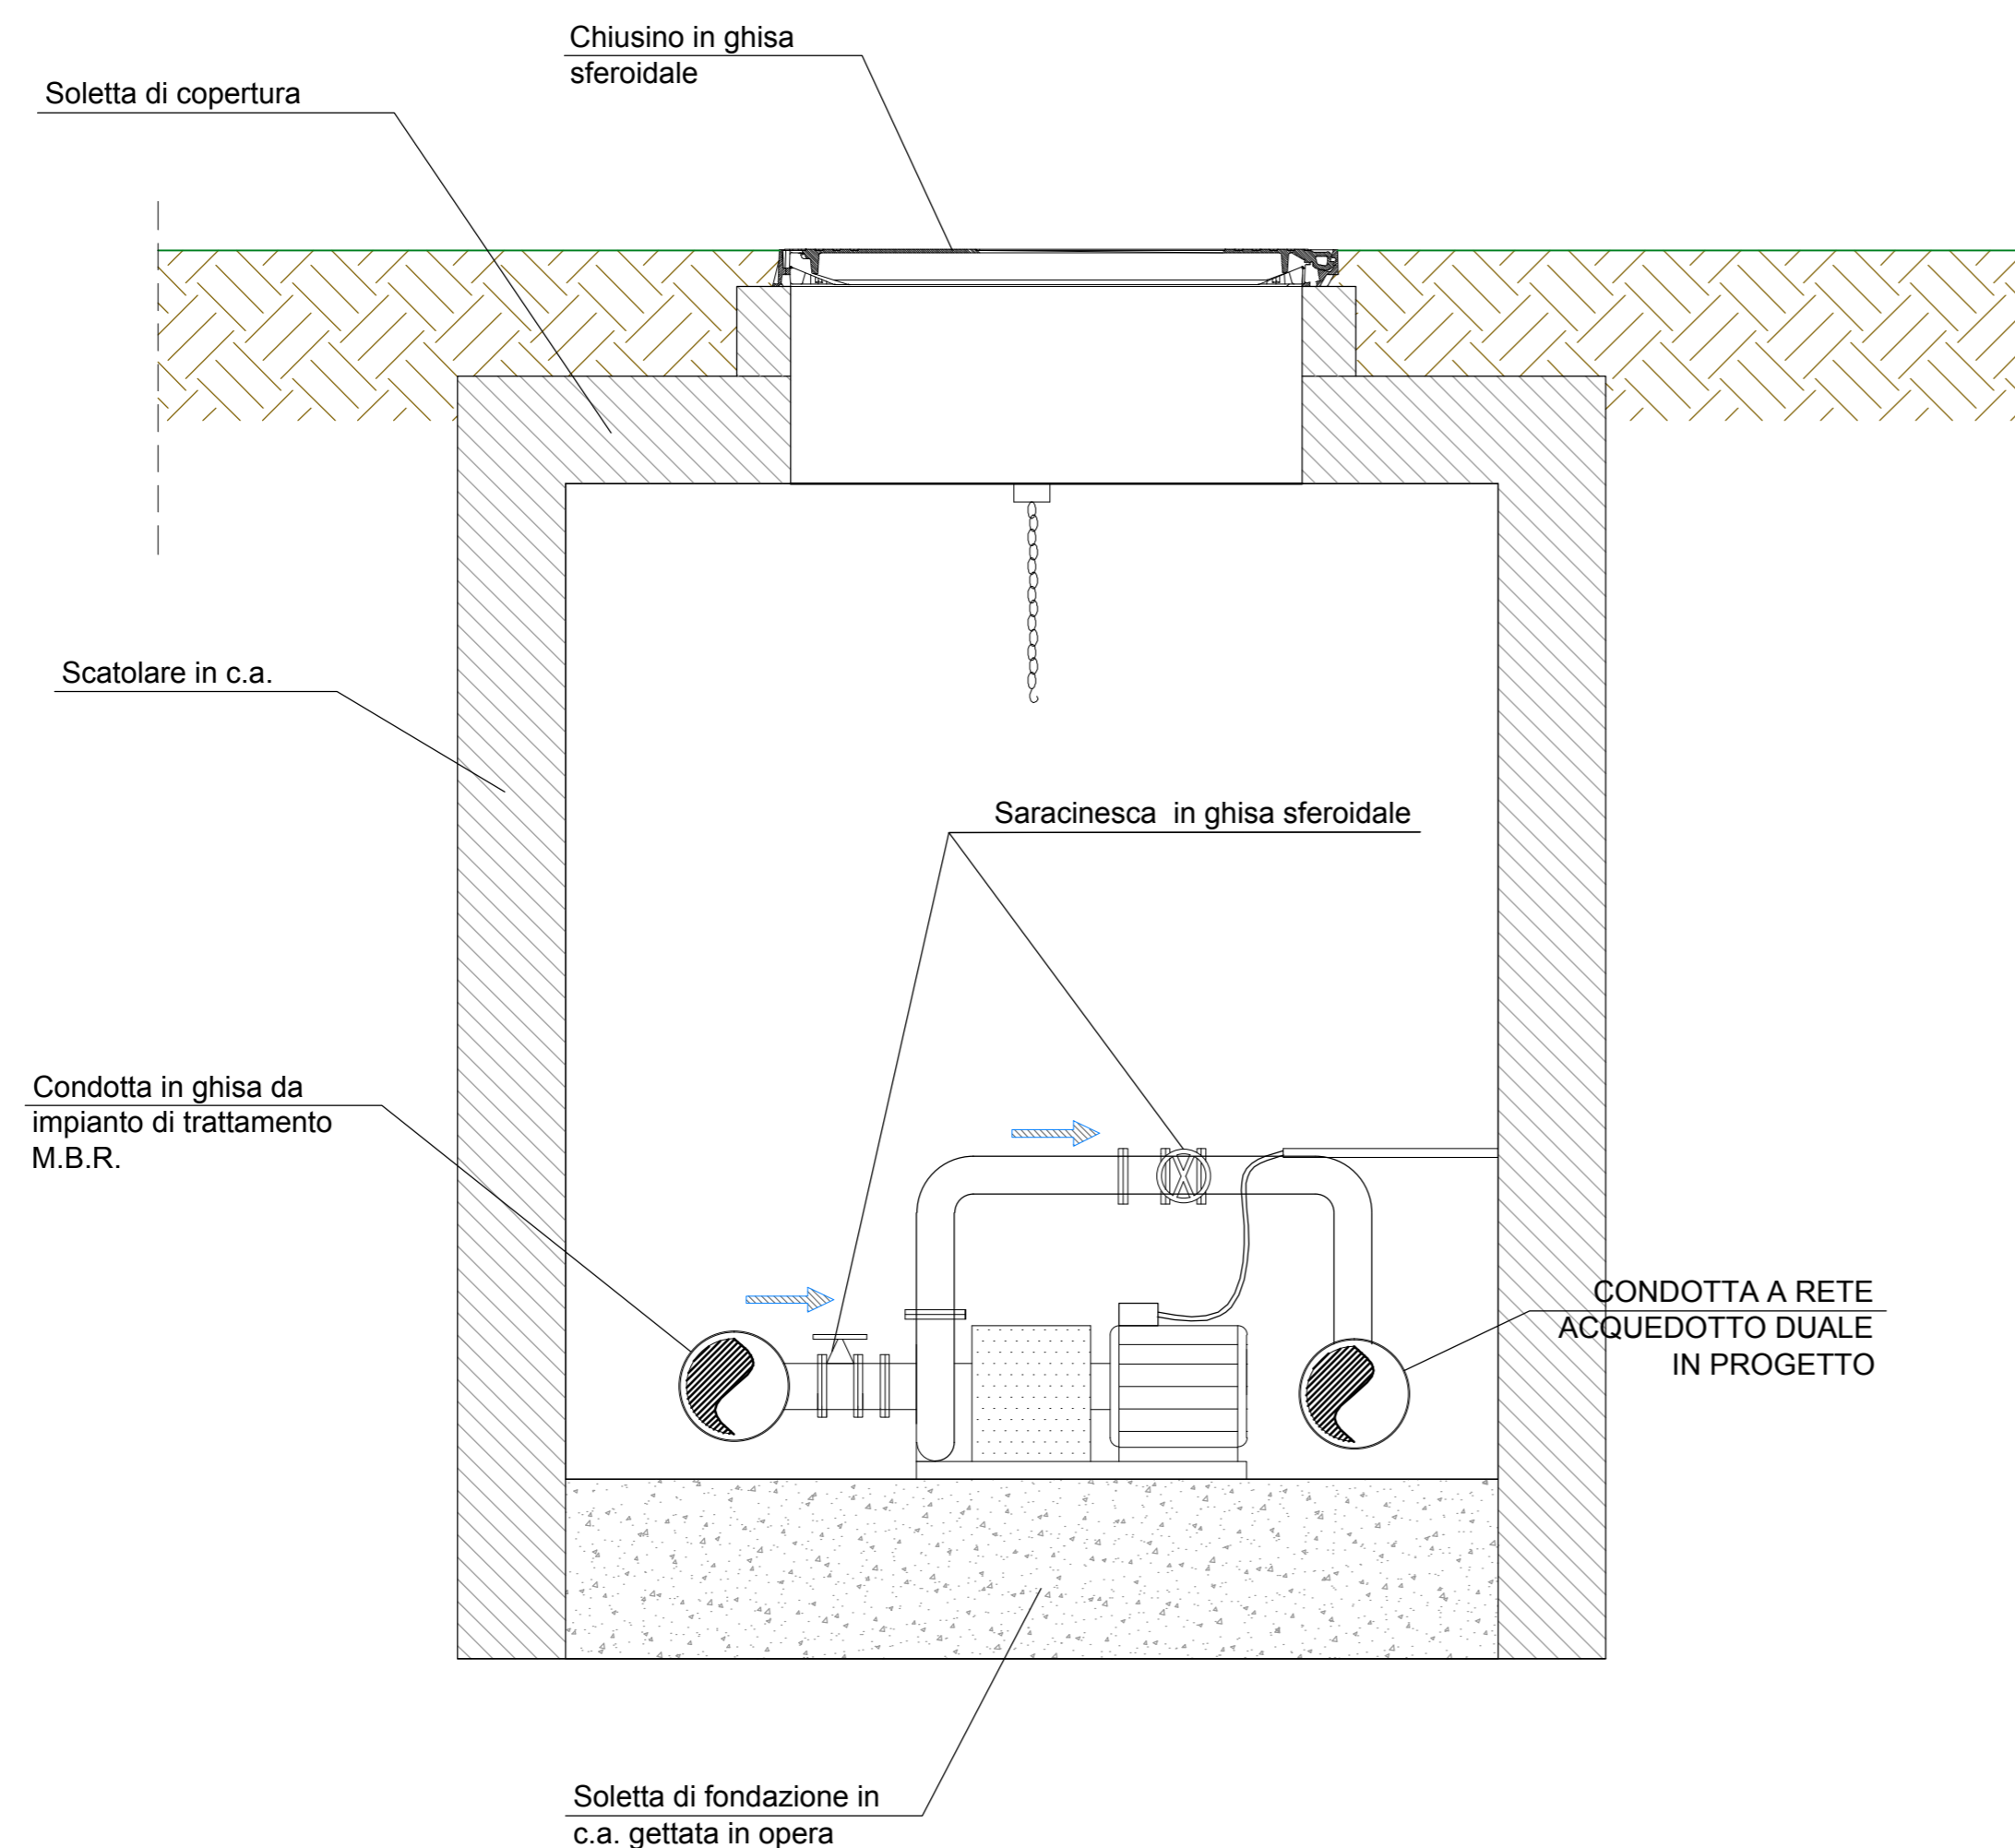 Chiusino in ghisa
sferoidale
Soletta di copertura
Scatolare in c.a.
Saracinesca  in ghisa sferoidale
Condotta in ghisa da
impianto di trattamento
M.B.R.
CONDOTTA A RETE
ACQUEDOTTO DUALE
IN PROGETTO
Soletta di fondazione in
c.a. gettata in opera